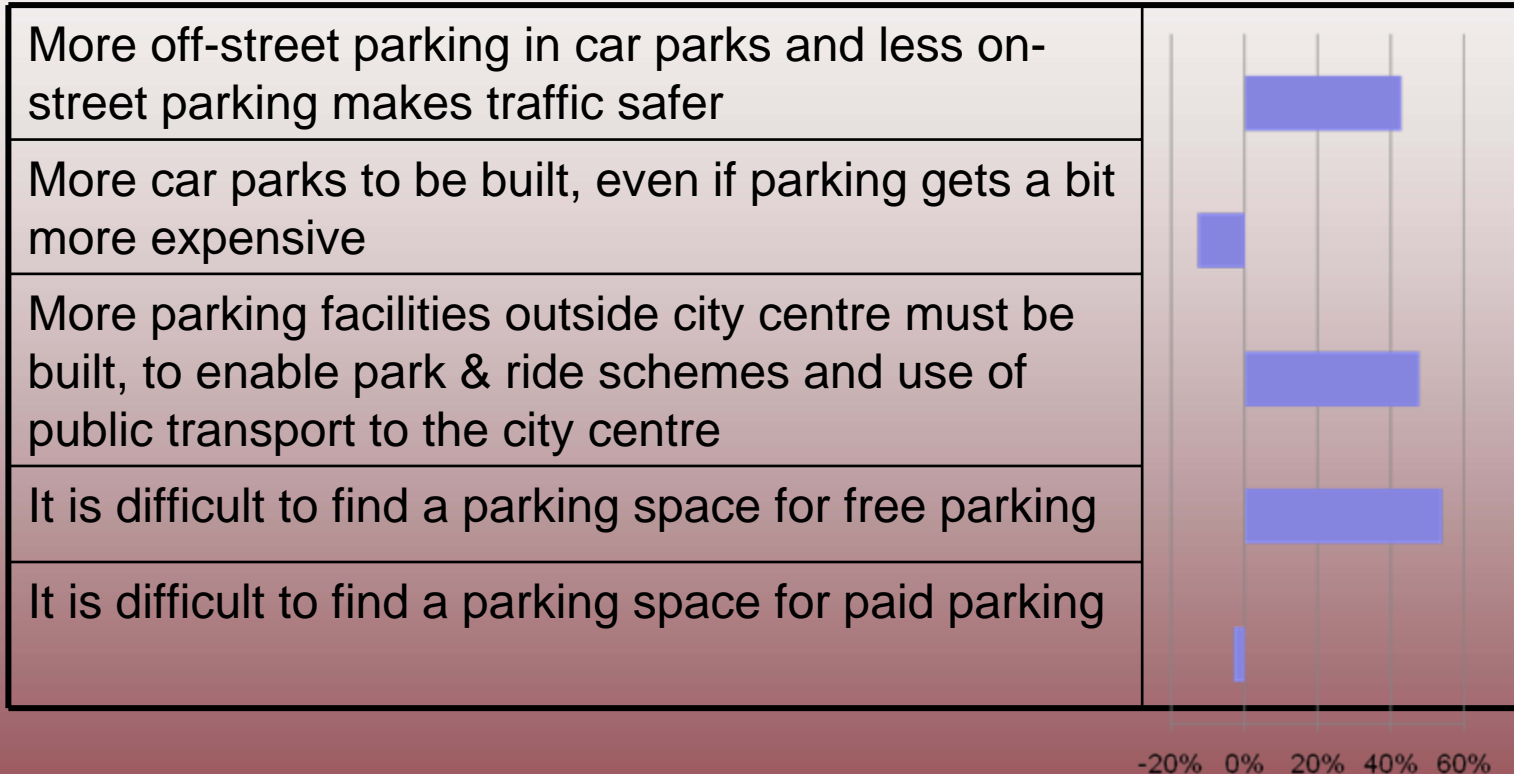 More off-street parking in car parks and less on-
street parking makes traffic safer
More car parks to be built, even if parking gets a bit
more expensive
More parking facilities outside city centre must be
built, to enable park & ride schemes and use of
public transport to the city centre
It is difficult to find a parking space for free parking
It is difficult to find a parking space for paid parking
-20% 0% 20% 40% 60%